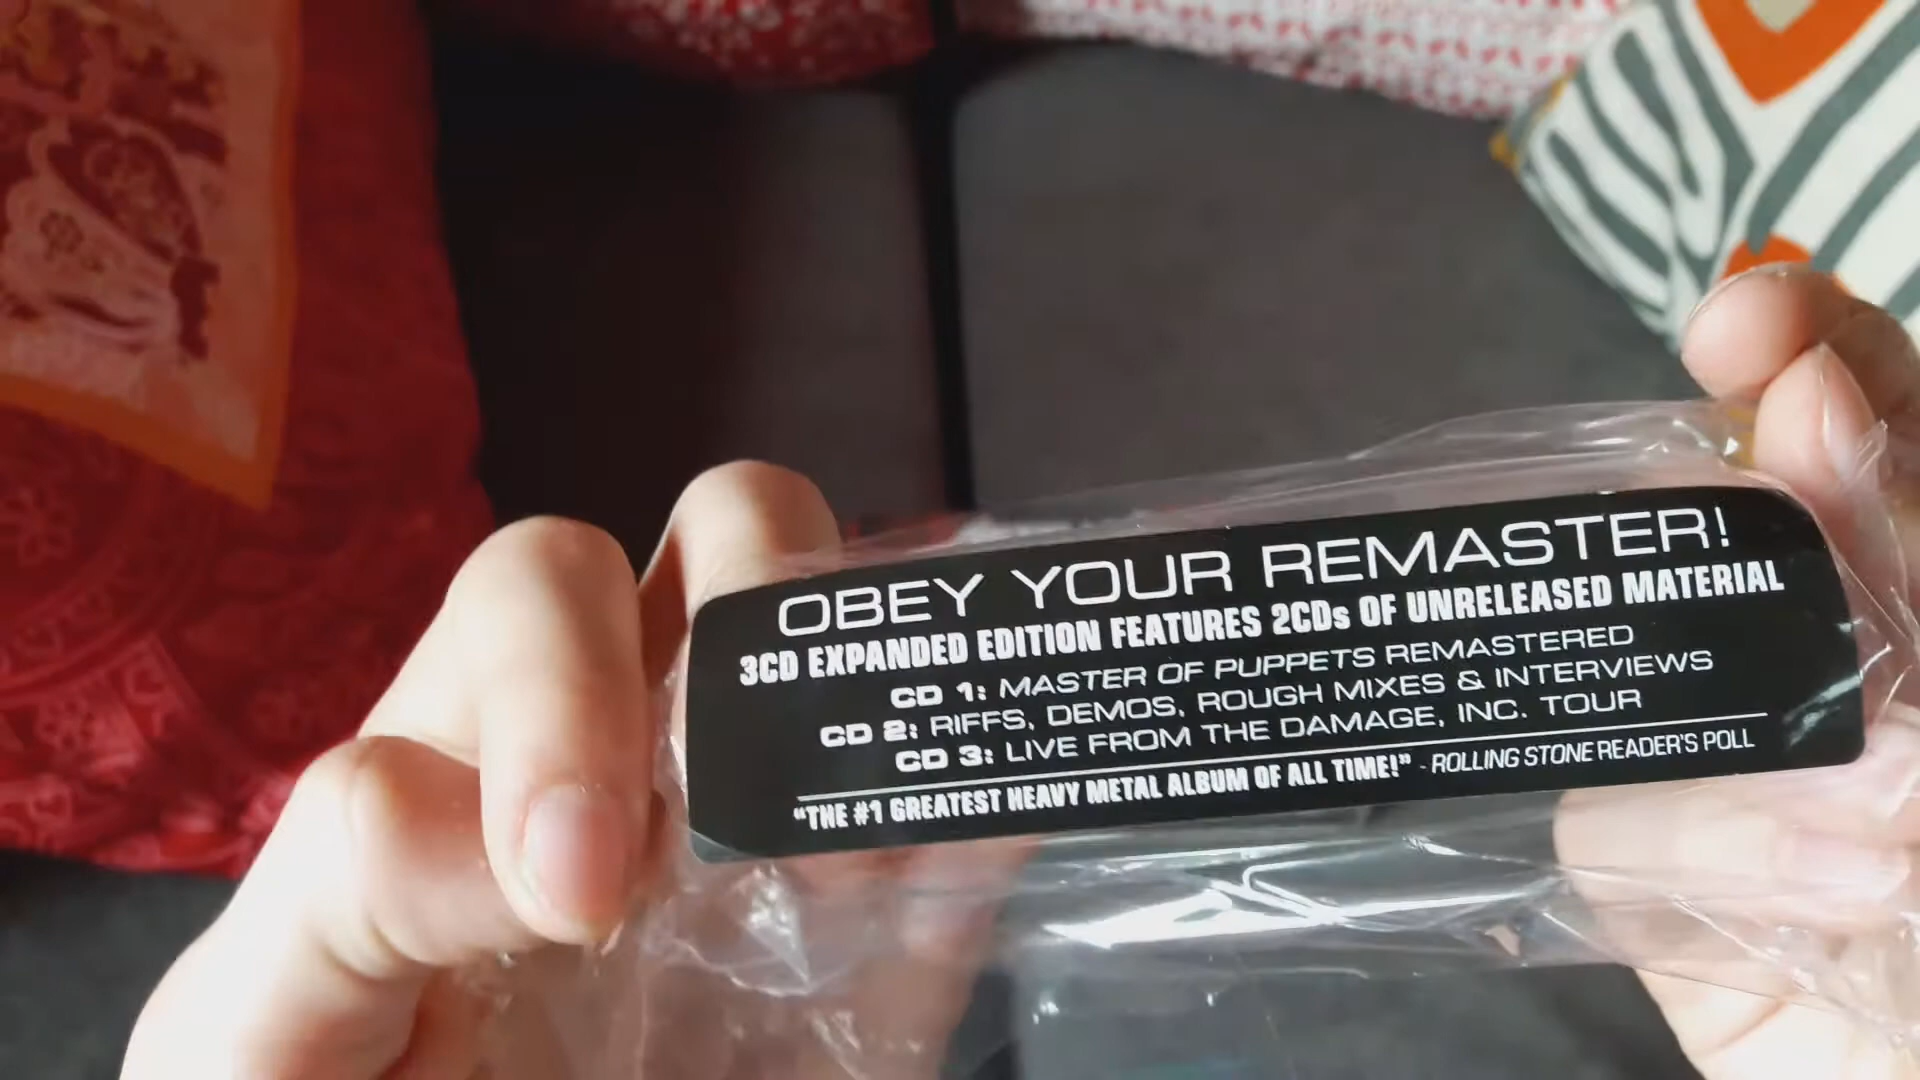 OBEY YOUR REMASTER!
3CD EXPANDED EDITION FEATURES 2CDs OF UNRELEASED MATERIAL
CD 1: MASTER OF PUPPETS REMASTERED
CD 2: RIFFS, DEMOS, ROUGH MIXES & INTERVIEWS
CD 3: LIVE FROM THE DAMAGE, INC. TOUR
"THE #1 GREATEST HEAVY METAL ALBUM OF ALL TIME!" - ROLLING STONE READER'S POLL